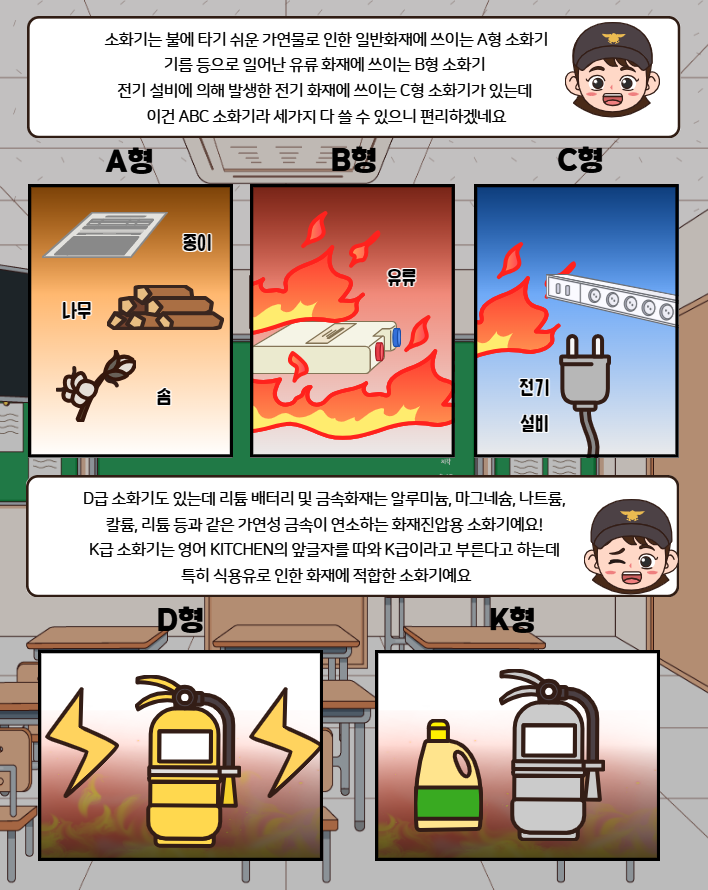 소화기는 불에 타기 쉬운 가연물로 인한 일반화재에 쓰이는 A형 소화기
기름 등으로 일어난 유류 화재에 쓰이는 B형 소화기
전기 설비에 의해 발생한 전기 화재에 쓰이는 C형 소화기가 있는데
이건 ABC 소화기라 세가지 다 쓸 수 있으니 편리하겠네요
A형
B형
C형
종이
나무
솜
유류
전기
설비
D급 소화기도 있는데 리튬 배터리 및 금속화재는 알루미늄, 마그네슘, 나트륨,
칼륨, 리튬 등과 같은 가연성 금속이 연소하는 화재진압용 소화기예요!
K급 소화기는 영어 KITCHEN의 앞글자를 따와 K급이라고 부른다고 하는데
특히 식용유로 인한 화재에 적합한 소화기예요
D형
K형